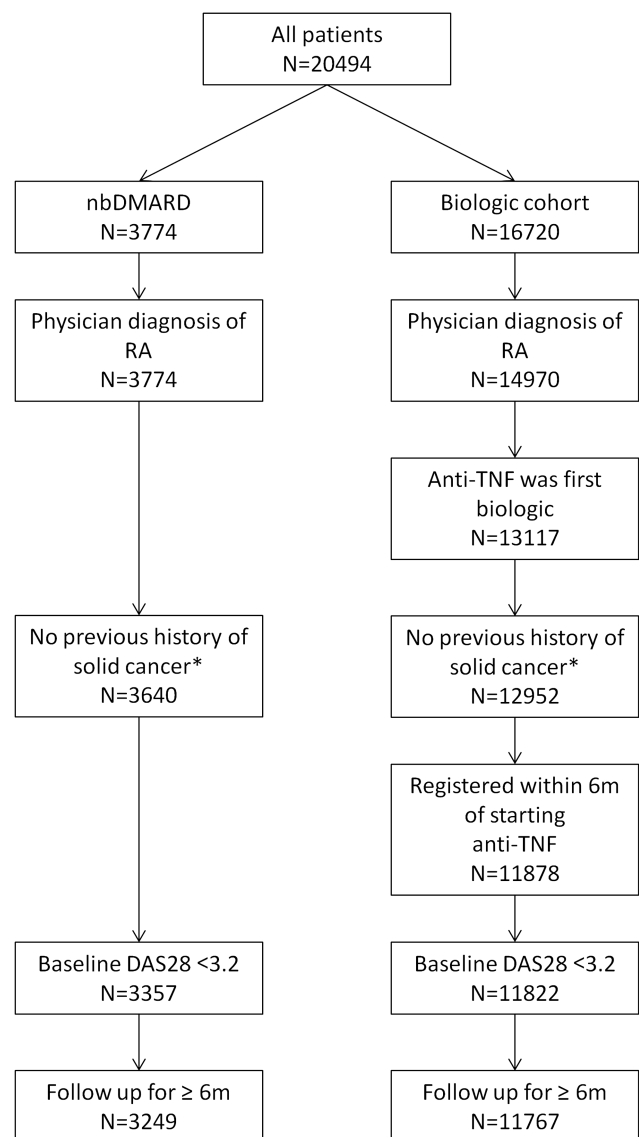 All patients
N=20494
nbDMARD
N=3774
Biologic cohort
N=16720
Physician diagnosis of
RA
N=3774
Physician diagnosis of
RA
N=14970
Anti-TNF was first
biologic
N=13117
No previous history of
solid cancer*
N=3640
No previous history of
solid cancer*
N=12952
Registered within 6m
of starting
anti-TNF
N=11878
Baseline DAS28 <3.2
N=3357
Baseline DAS28 <3.2
N=11822
Follow up for ≥ 6m
N=3249
Follow up for ≥ 6m
N=11767